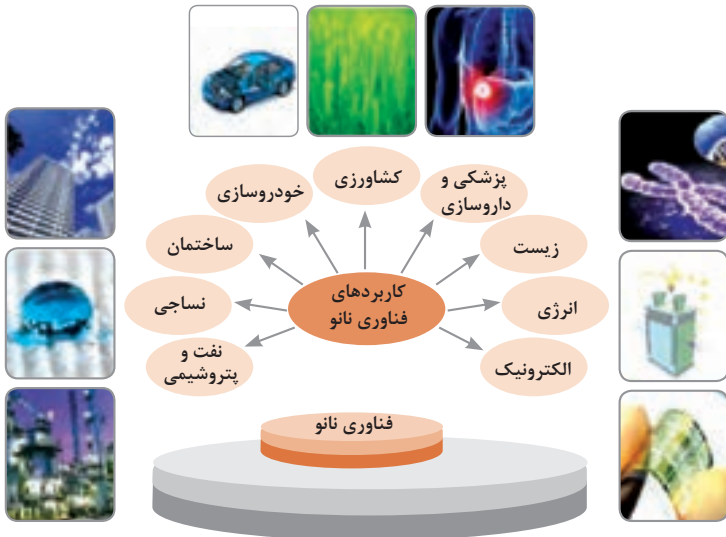 کشاورزی
پزشکی و
داروسازی
خودروسازی
زیست
ساختمان
کاربردهای
فناوری نانو
انرژی
نساجی
الکترونیک
نفت و
پتروشیمی
فناوری نانو